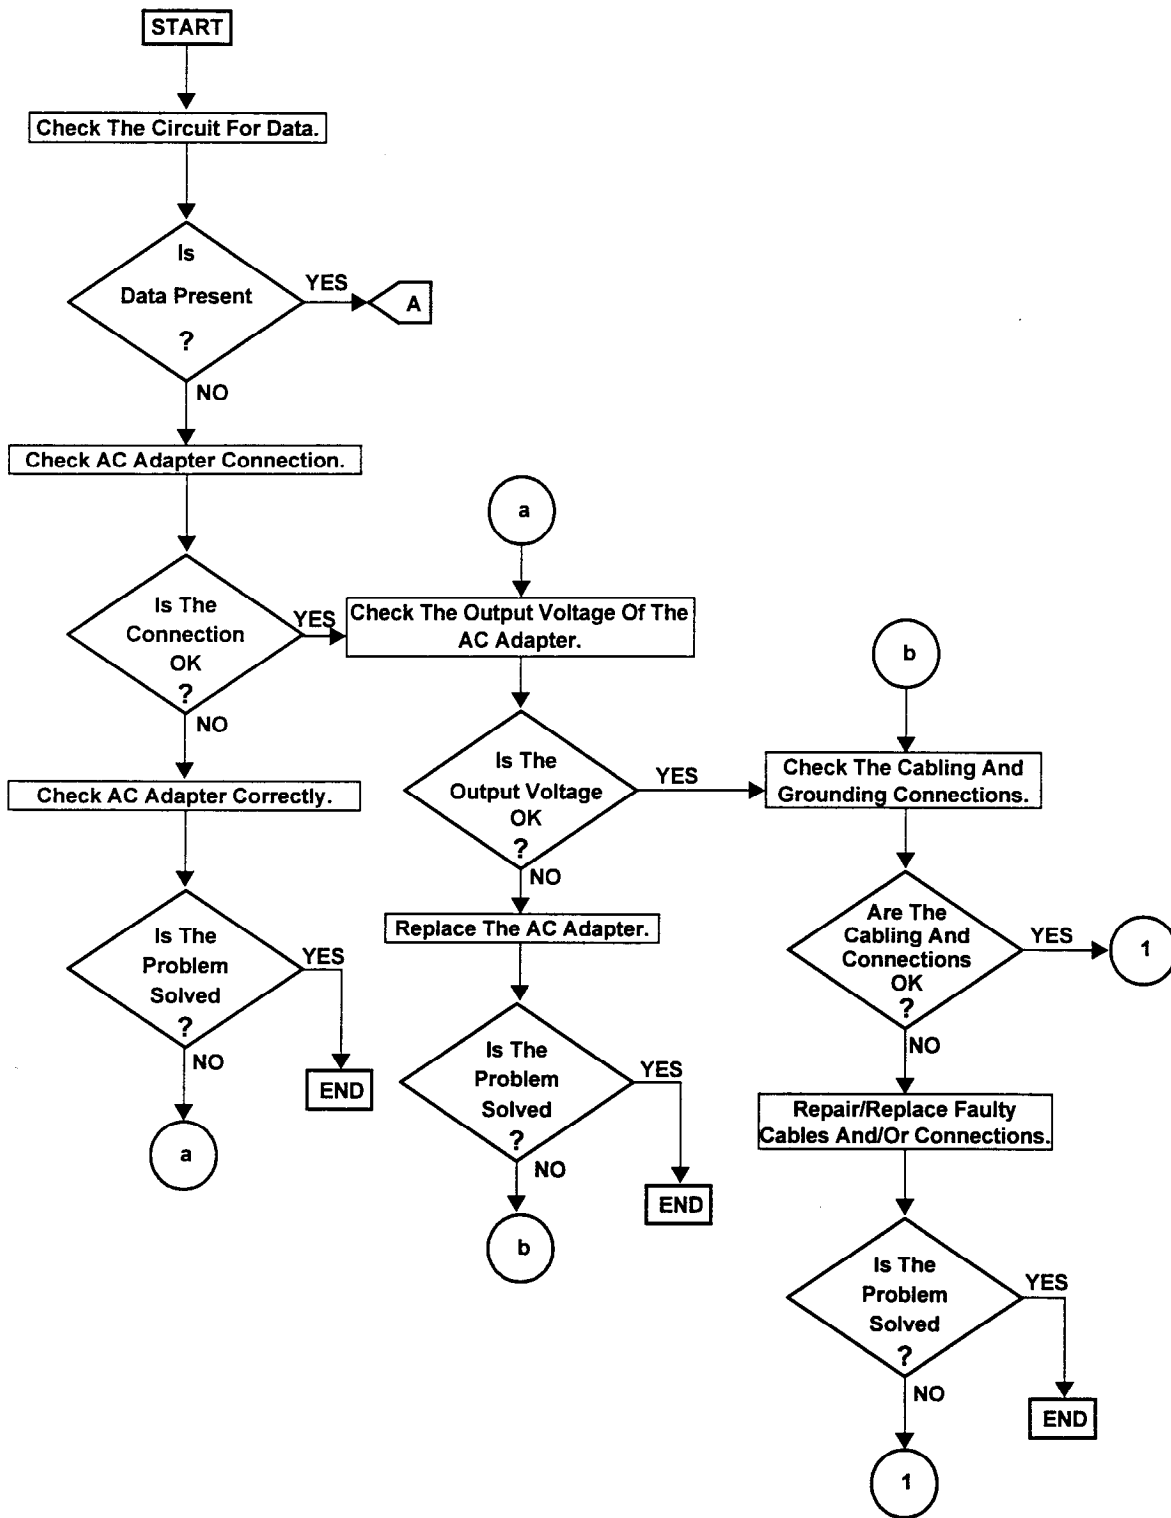 START
Check The Circuit For Data.
Is
Data Present
?
YES
A
NO
Check AC Adapter Connection.
Is The
Connection
OK
?
YES
NO
Check AC Adapter Correctly.
Is The
Problem
Solved
?
YES
END
NO
a
a
Check The Output Voltage Of The
AC Adapter.
Is The
Output Voltage
OK
?
YES
NO
Replace The AC Adapter.
Is The
Problem
Solved
?
YES
END
NO
b
b
Check The Cabling And
Grounding Connections.
Are The
Cabling And
Connections
OK
?
YES
1
NO
Repair/Replace Faulty
Cables And/Or Connections.
Is The
Problem
Solved
?
YES
END
NO
1